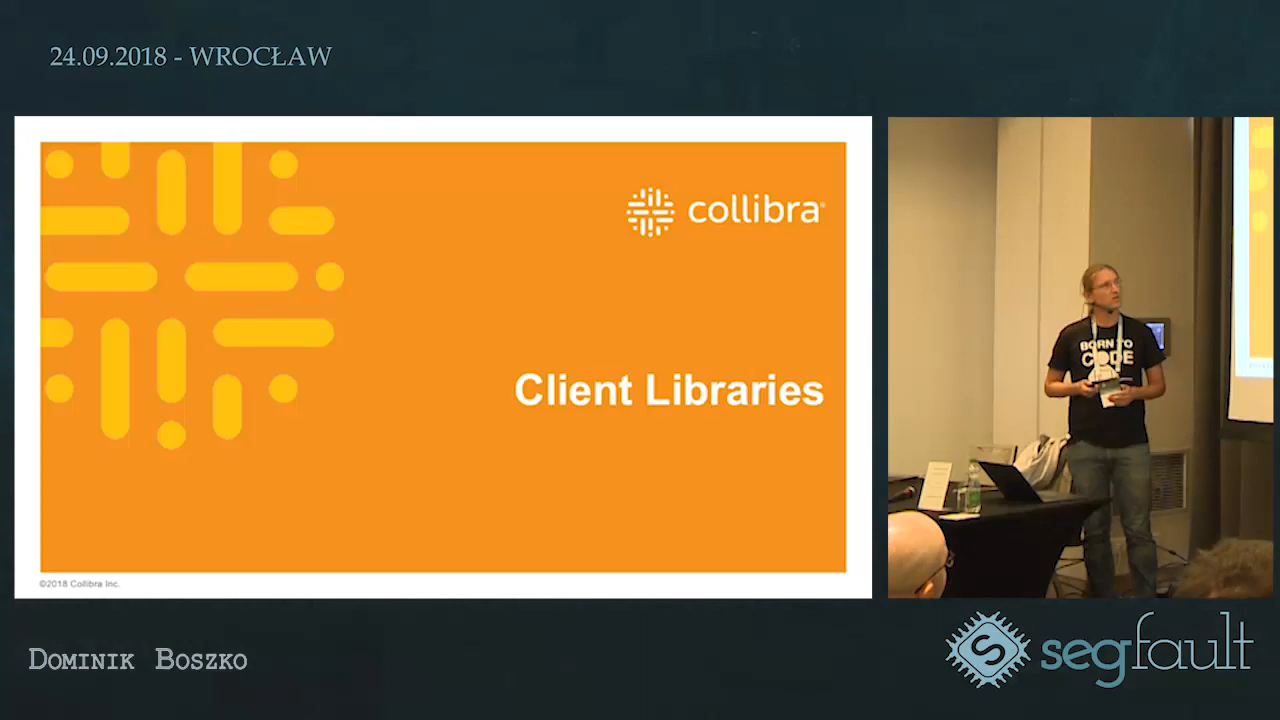 24.09.2018 - WROCŁAW
collibra
Client Libraries
©2018 Collibra Inc.
BORN TO
CODE
DOMINIK BOSZKO
segfault